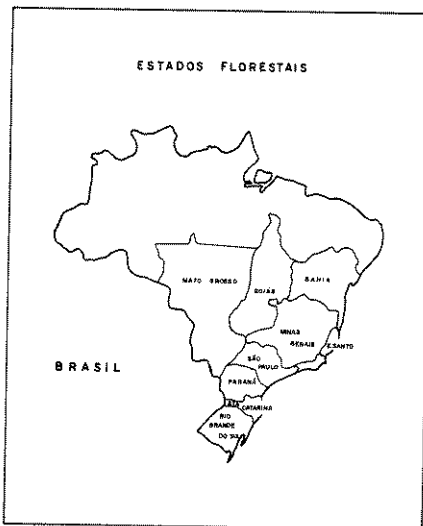 ESTADOS FLORESTAIS
MATO GROSSO
GOIÁS
BAHIA
MINAS
GERAIS
E. SANTO
SÃO
PAULO
BRASIL
PARANÁ
CATARINA
RIO
GRANDE
DO SUL